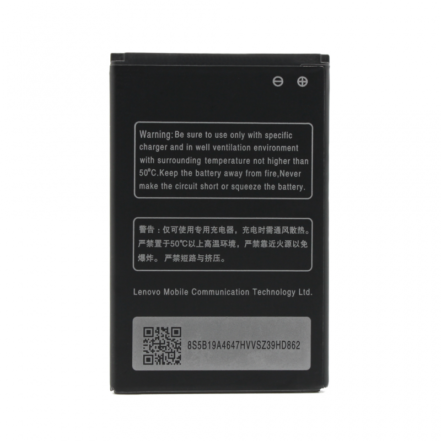 ⊖ ⊕
Warning: Be sure to use only with specific
charger and in well ventilation environment
with surrounding temperature not higher than
50℃.Keep the battery away from fire,Never
make the circuit short or squeeze the battery.
警告：仅可使用专用充电器，充电时需通风散热。
严禁置于50℃以上高温环境，严禁靠近火源以免
爆炸。严禁短路与挤压。
Lenovo Mobile Communication Technology Ltd.
8S5B19A4647HVVSZ39HD862